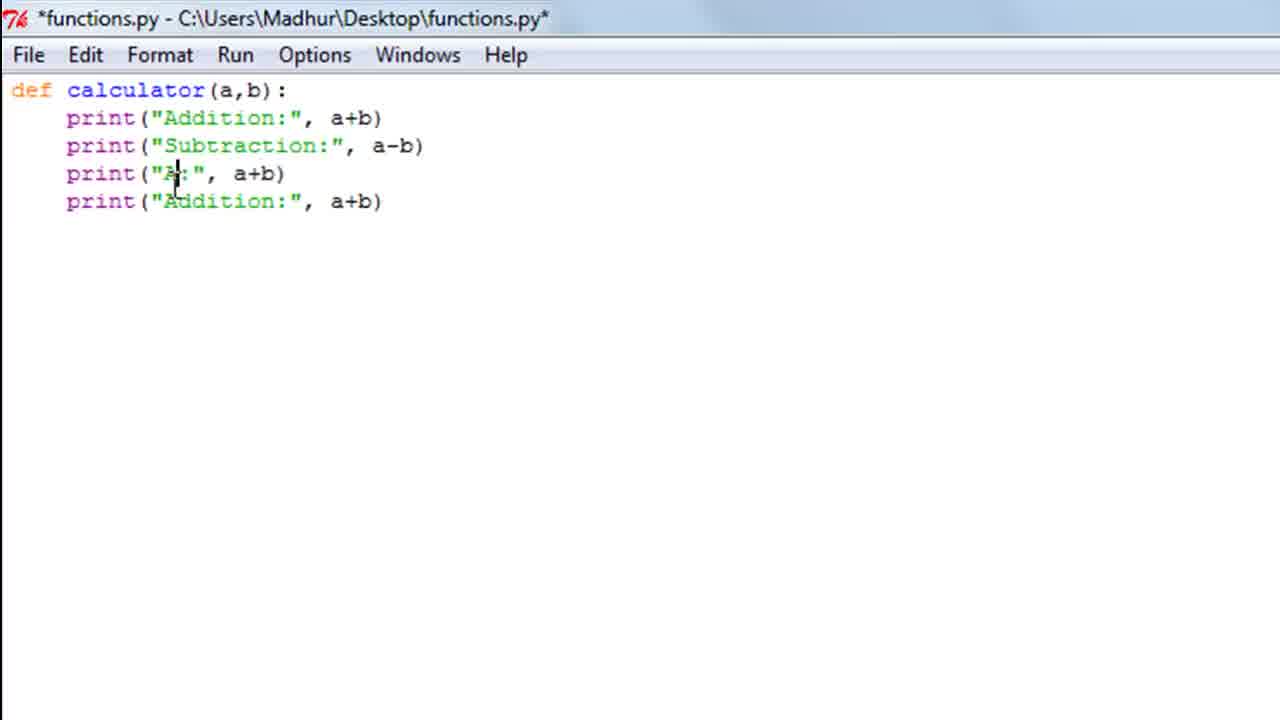 *functions.py - C:\Users\Madhur\Desktop\functions.py*
File Edit Format Run Options Windows Help
def calculator(a,b):
    print("Addition:", a+b)
    print("Subtraction:", a-b)
    print("A:", a+b)
    print("Addition:", a+b)